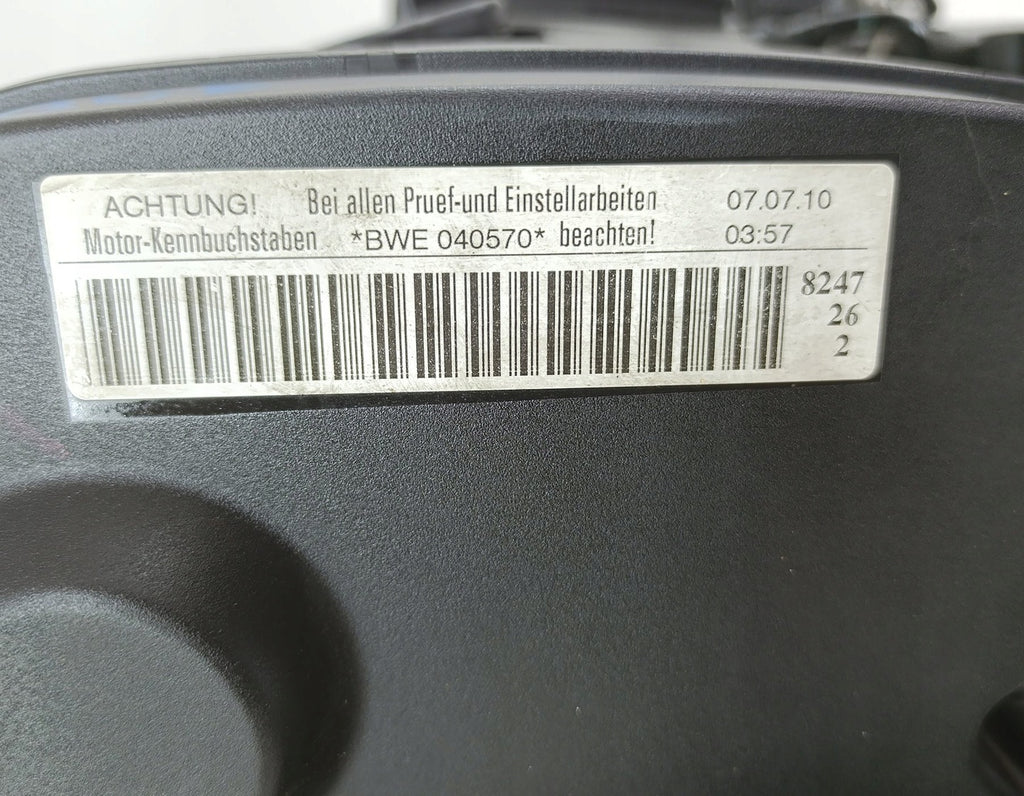 ACHTUNG! Bei allen Pruef-und Einstellarbeiten 07.07.10
Motor-Kennbuchstaben *BWE 040570* beachten! 03:57
8247
26
2